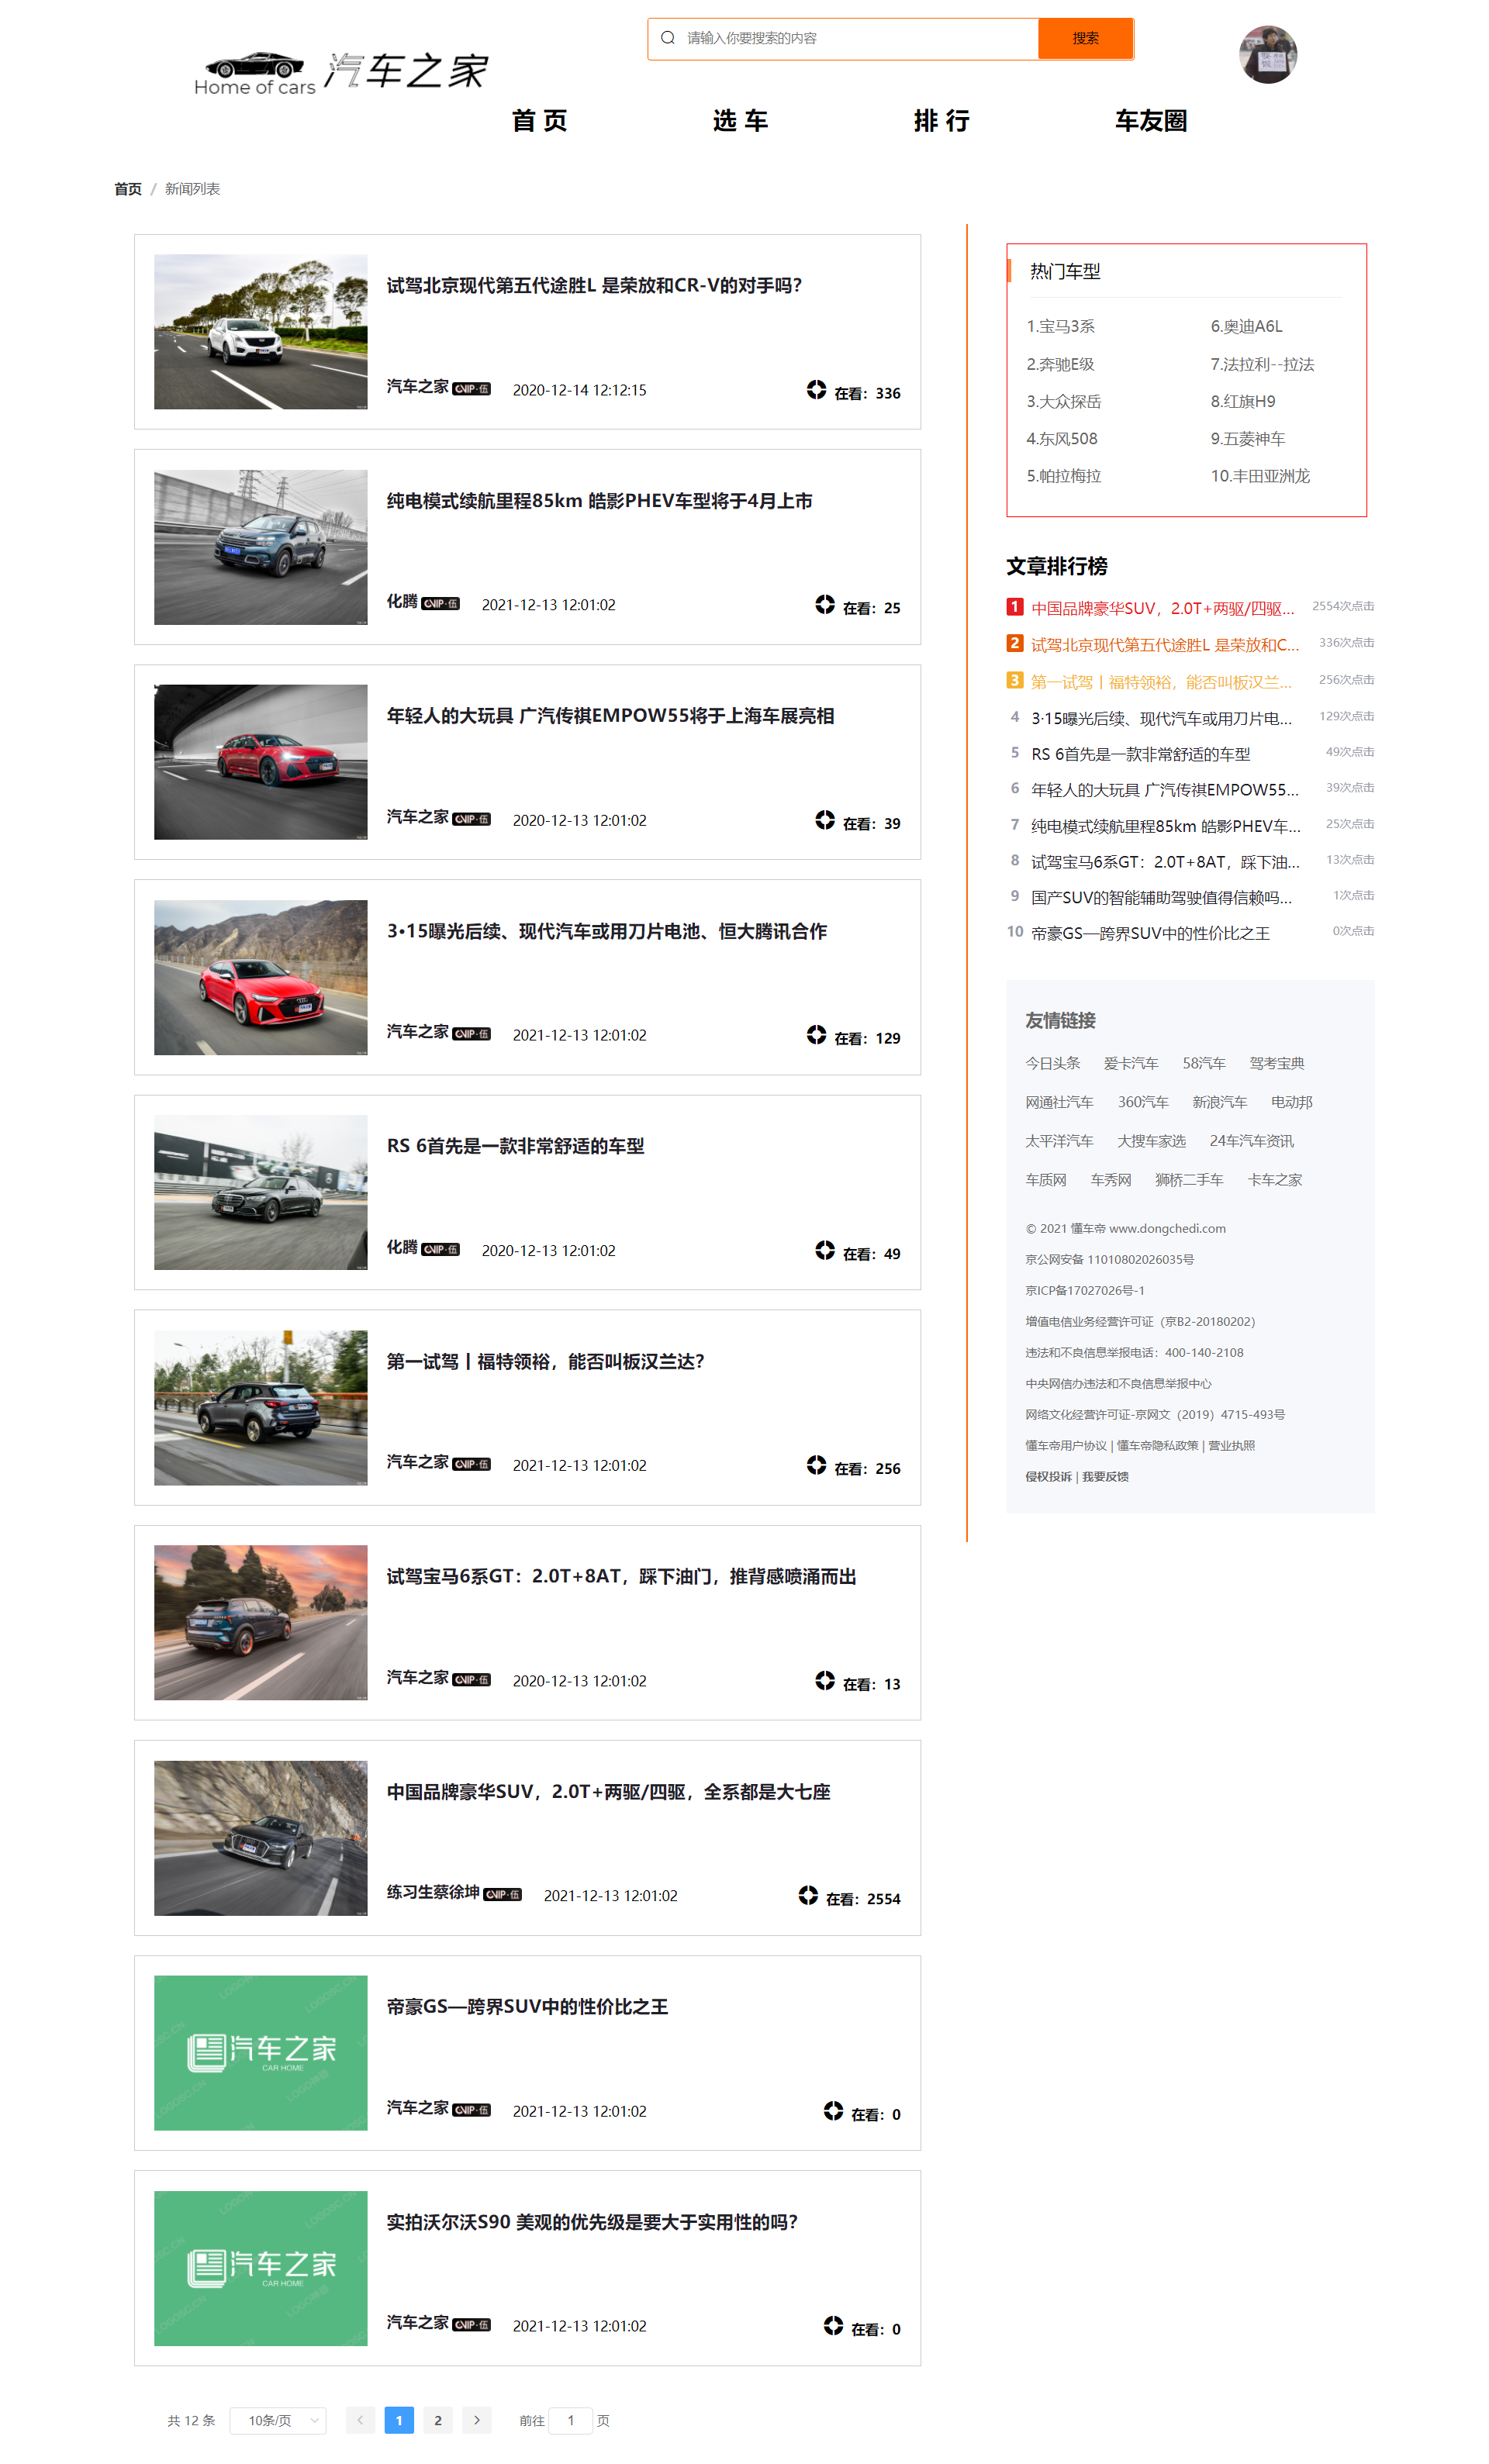 请输入你要搜索的内容
搜索
Home of cars 汽车之家
首 页
选 车
排 行
车友圈
首页 / 新闻列表
试驾北京现代第五代途胜L 是荣放和CR-V的对手吗?
汽车之家 VIP·伍 2020-12-14 12:12:15 在看：336
纯电模式续航里程85km 皓影PHEV车型将于4月上市
化腾 VIP·伍 2021-12-13 12:01:02 在看：25
年轻人的大玩具 广汽传祺EMPOW55将于上海车展亮相
汽车之家 VIP·伍 2020-12-13 12:01:02 在看：39
3•15曝光后续、现代汽车或用刀片电池、恒大腾讯合作
汽车之家 VIP·伍 2021-12-13 12:01:02 在看：129
RS 6首先是一款非常舒适的车型
化腾 VIP·伍 2020-12-13 12:01:02 在看：49
第一试驾丨福特领裕，能否叫板汉兰达?
汽车之家 VIP·伍 2021-12-13 12:01:02 在看：256
试驾宝马6系GT：2.0T+8AT，踩下油门，推背感喷涌而出
汽车之家 VIP·伍 2020-12-13 12:01:02 在看：13
中国品牌豪华SUV，2.0T+两驱/四驱，全系都是大七座
练习生蔡徐坤 VIP·伍 2021-12-13 12:01:02 在看：2554
汽车之家
CAR HOME
帝豪GS—跨界SUV中的性价比之王
汽车之家 VIP·伍 2021-12-13 12:01:02 在看：0
汽车之家
CAR HOME
实拍沃尔沃S90 美观的优先级是要大于实用性的吗?
汽车之家 VIP·伍 2021-12-13 12:01:02 在看：0
共 12 条 10条/页 1 2 前往 1 页
热门车型
1.宝马3系 6.奥迪A6L
2.奔驰E级 7.法拉利--拉法
3.大众探岳 8.红旗H9
4.东风508 9.五菱神车
5.帕拉梅拉 10.丰田亚洲龙
文章排行榜
1 中国品牌豪华SUV，2.0T+两驱/四驱... 2554次点击
2 试驾北京现代第五代途胜L 是荣放和C... 336次点击
3 第一试驾丨福特领裕，能否叫板汉兰... 256次点击
4 3·15曝光后续、现代汽车或用刀片电... 129次点击
5 RS 6首先是一款非常舒适的车型 49次点击
6 年轻人的大玩具 广汽传祺EMPOW55... 39次点击
7 纯电模式续航里程85km 皓影PHEV车... 25次点击
8 试驾宝马6系GT：2.0T+8AT，踩下油... 13次点击
9 国产SUV的智能辅助驾驶值得信赖吗... 1次点击
10 帝豪GS—跨界SUV中的性价比之王 0次点击
友情链接
今日头条 爱卡汽车 58汽车 驾考宝典
网通社汽车 360汽车 新浪汽车 电动邦
太平洋汽车 大搜车家选 24车汽车资讯
车质网 车秀网 狮桥二手车 卡车之家
© 2021 懂车帝 www.dongchedi.com
京公网安备 11010802026035号
京ICP备17027026号-1
增值电信业务经营许可证（京B2-20180202）
违法和不良信息举报电话：400-140-2108
中央网信办违法和不良信息举报中心
网络文化经营许可证-京网文（2019）4715-493号
懂车帝用户协议 | 懂车帝隐私政策 | 营业执照
侵权投诉 | 我要反馈